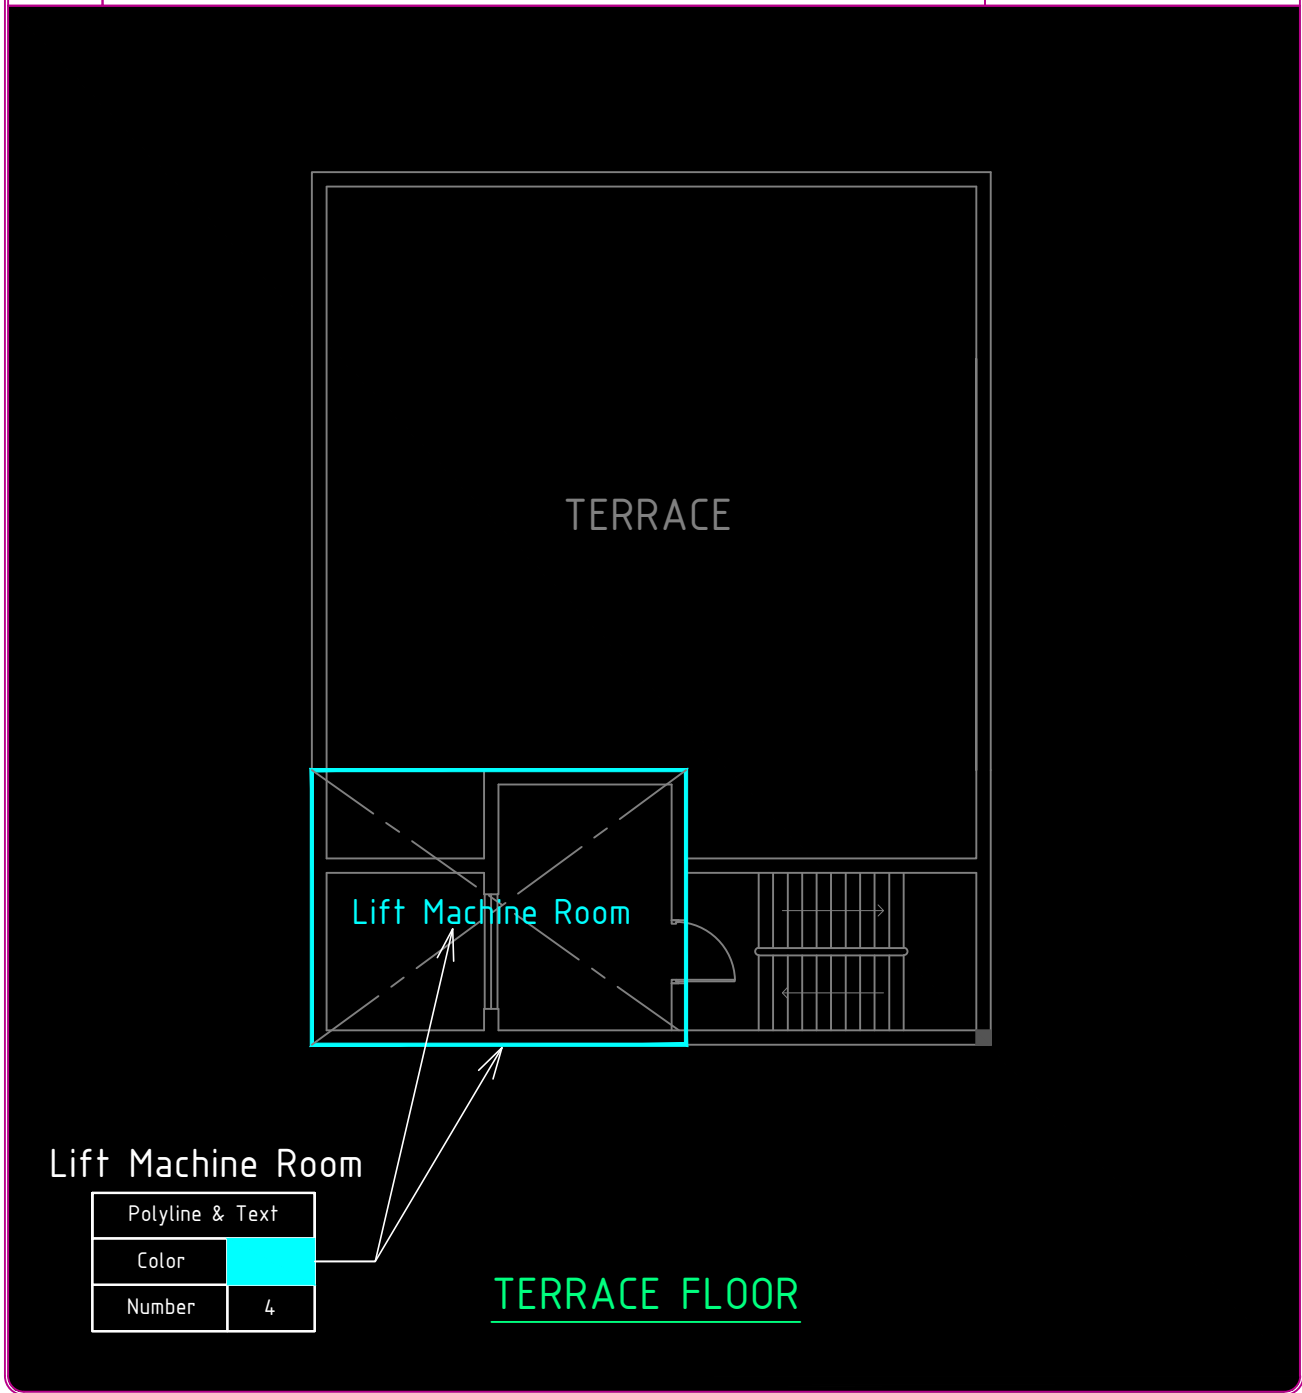 TERRACE
Lift Machine Room
Lift Machine Room
Polyline & Text
Color
Number 4
TERRACE FLOOR